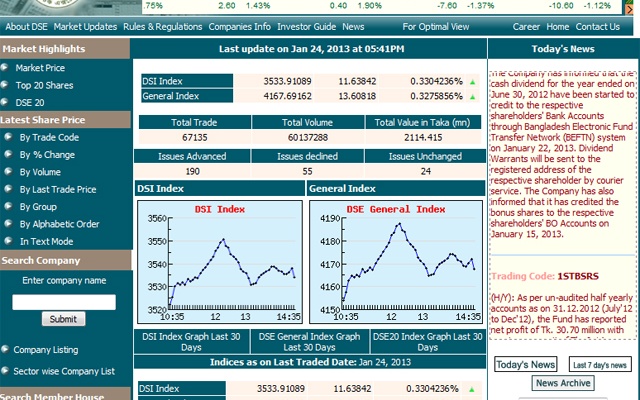 .75% 2.60 1.43% 0.40 1.90% -7.60 -1.37% -10.60 -1.12%
About DSE Market Updates Rules & Regulations Companies Info Investor Guide News For Optimal View Career Home Contact Us
Market Highlights
Market Price
Top 20 Shares
DSE 20
Latest Share Price
By Trade Code
By % Change
By Volume
By Last Trade Price
By Group
By Alphabetic Order
In Text Mode
Search Company
Enter company name
Submit
Company Listing
Sector wise Company List
Search Member House
Last update on Jan 24, 2013 at 05:41PM
DSI Index 3533.91089 11.63842 0.3304236%
General Index 4167.69162 13.60818 0.3275856%
Total Trade Total Volume Total Value in Taka (mn)
67135 60137288 2114.415
Issues Advanced Issues declined Issues Unchanged
190 55 24
DSI Index General Index
DSI Index
3560
3550
3540
3530
3520
10:35 12 13 14:35
DSE General Index
4190
4180
4170
4160
4150
10:35 12 13 14:35
DSI Index Graph Last 30 Days
DSE General Index Graph Last 30 Days
DSE20 Index Graph Last 30 Days
Indices as on Last Traded Date: Jan 24, 2013
DSI Index 3533.91089 11.63842 0.3304236%
Today's News
The Company has informed that the
cash dividend for the year ended on
June 30, 2012 have been started to
credit to the respective
shareholders' Bank Accounts
through Bangladesh Electronic Fund
Transfer Network (BEFTN) system
on January 22, 2013. Dividend
Warrants will be sent to the
registered address of the
respective shareholder by courier
service. The Company has also
informed that it has credited the
bonus shares to the respective
shareholders' BO Accounts on
January 15, 2013.
Trading Code: 1STBSRS
(H/Y): As per un-audited half yearly
accounts as on 31.12.2012 (July'12
to Dec'12), the Fund has reported
net profit of Tk. 30.70 million with
Today's News Last 7 day's news
News Archive